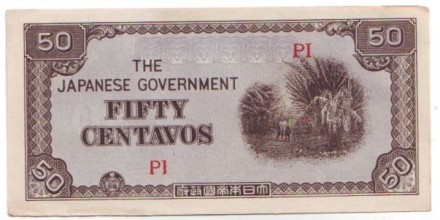 50 50
PI
THE
JAPANESE GOVERNMENT
FIFTY
CENTAVOS
PI
50 50
府政國帝本日大